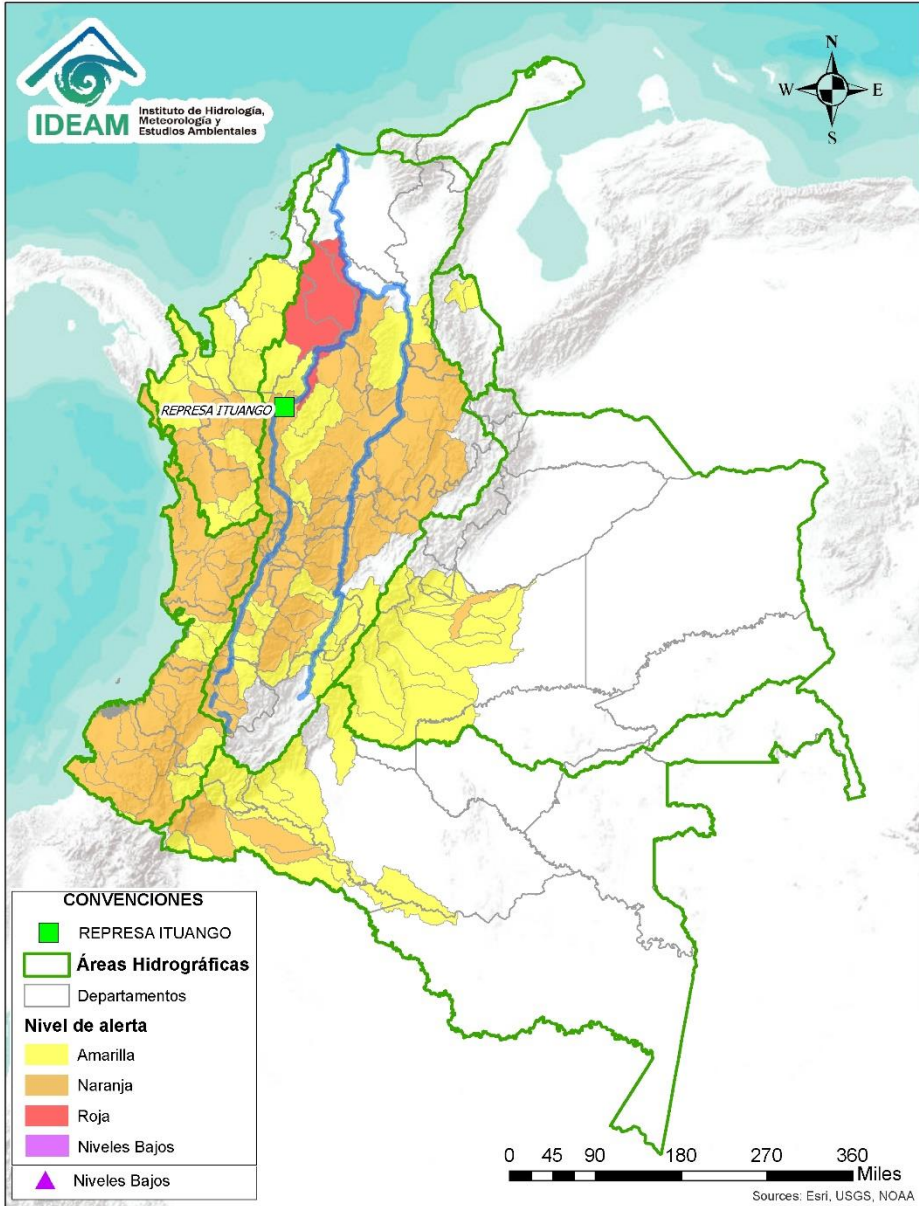 IDEAM
Instituto de Hidrología,
Meteorología y
Estudios Ambientales
N
W
E
S
REPRESA ITUANGO
CONVENCIONES
REPRESA ITUANGO
Áreas Hidrográficas
Departamentos
Nivel de alerta
Amarilla
Naranja
Roja
Niveles Bajos
Niveles Bajos
0 45 90 180 270 360
Miles
Sources: Esri, USGS, NOAA